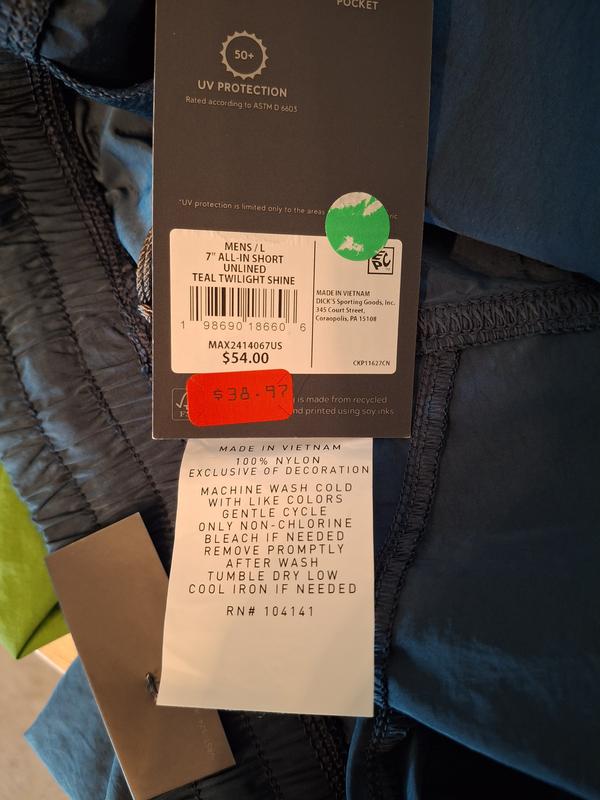 POCKET
50+
UV PROTECTION
Rated according to ASTM D 6603
*UV protection is limited only to the areas
MENS / L
7" ALL-IN SHORT
UNLINED
TEAL TWILIGHT SHINE
1 98690 18660 6
MAX2414067US
$54.00
MADE IN VIETNAM
DICK'S Sporting Goods, Inc.
345 Court Street,
Coraopolis, PA 15108
CKP11627CN
$38.97
is made from recycled
and printed using soy inks
MADE IN VIETNAM
100% NYLON
EXCLUSIVE OF DECORATION
MACHINE WASH COLD
WITH LIKE COLORS
GENTLE CYCLE
ONLY NON-CHLORINE
BLEACH IF NEEDED
REMOVE PROMPTLY
AFTER WASH
TUMBLE DRY LOW
COOL IRON IF NEEDED
RN# 104141